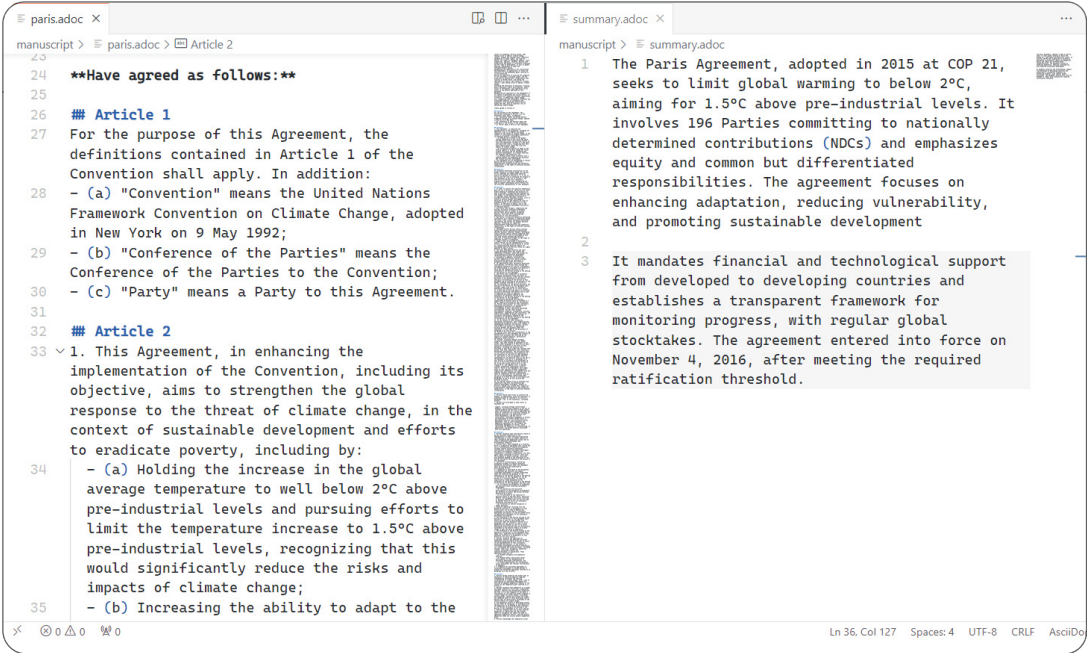 paris.adoc ×
manuscript > paris.adoc > Article 2
23
24 **Have agreed as follows:**
25
26 ## Article 1
27 For the purpose of this Agreement, the
definitions contained in Article 1 of the
Convention shall apply. In addition:
28 - (a) "Convention" means the United Nations
Framework Convention on Climate Change, adopted
in New York on 9 May 1992;
29 - (b) "Conference of the Parties" means the
Conference of the Parties to the Convention;
30 - (c) "Party" means a Party to this Agreement.
31
32 ## Article 2
33 1. This Agreement, in enhancing the
implementation of the Convention, including its
objective, aims to strengthen the global
response to the threat of climate change, in the
context of sustainable development and efforts
to eradicate poverty, including by:
34 - (a) Holding the increase in the global
average temperature to well below 2°C above
pre-industrial levels and pursuing efforts to
limit the temperature increase to 1.5°C above
pre-industrial levels, recognizing that this
would significantly reduce the risks and
impacts of climate change;
35 - (b) Increasing the ability to adapt to the
summary.adoc ×
manuscript > summary.adoc
1 The Paris Agreement, adopted in 2015 at COP 21,
seeks to limit global warming to below 2°C,
aiming for 1.5°C above pre-industrial levels. It
involves 196 Parties committing to nationally
determined contributions (NDCs) and emphasizes
equity and common but differentiated
responsibilities. The agreement focuses on
enhancing adaptation, reducing vulnerability,
and promoting sustainable development
2
3 It mandates financial and technological support
from developed to developing countries and
establishes a transparent framework for
monitoring progress, with regular global
stocktakes. The agreement entered into force on
November 4, 2016, after meeting the required
ratification threshold.
0 0 0
Ln 36, Col 127 Spaces: 4 UTF-8 CRLF AsciiDo